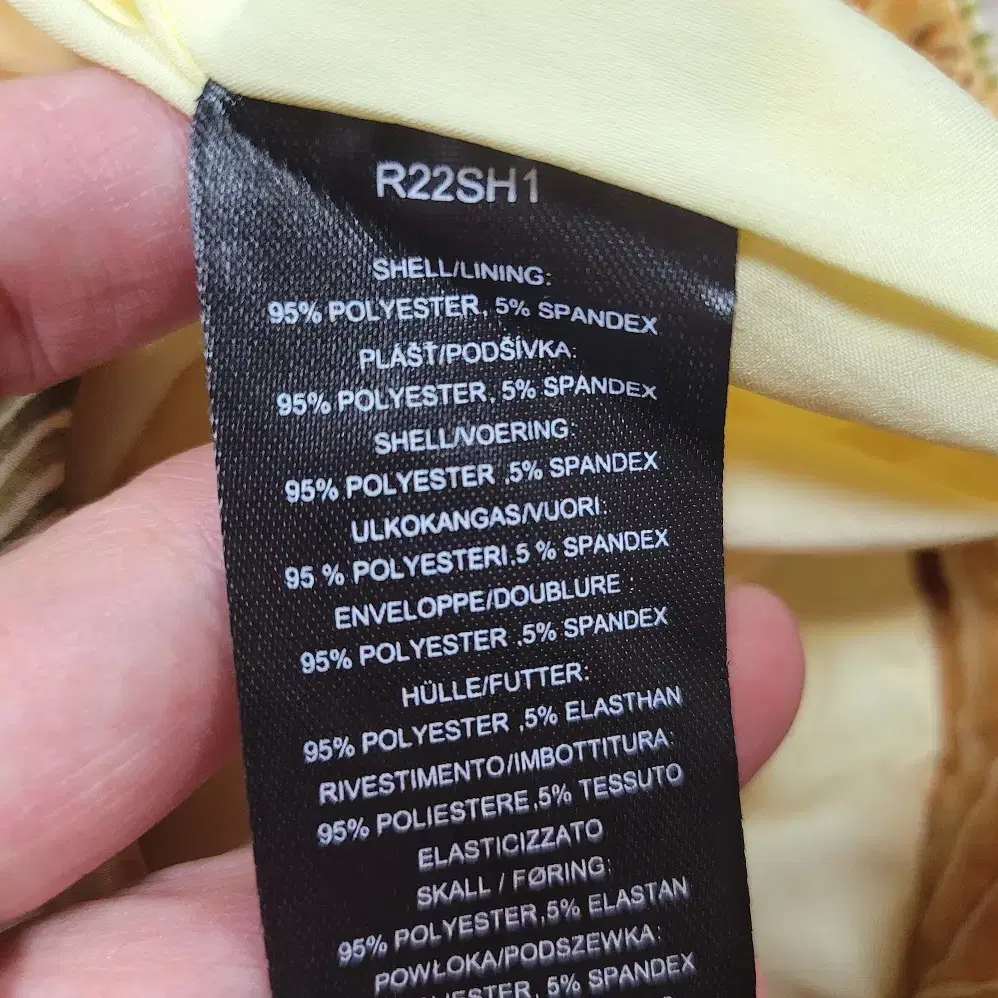 R22SH1
SHELL/LINING:
95% POLYESTER, 5% SPANDEX
PLÁŠŤ/PODŠÍVKA:
95% POLYESTER, 5% SPANDEX
SHELL/VOERING:
95% POLYESTER ,5% SPANDEX
ULKOKANGAS/VUORI:
95 % POLYESTERI,5 % SPANDEX
ENVELOPPE/DOUBLURE :
95% POLYESTER ,5% SPANDEX
HÜLLE/FUTTER:
95% POLYESTER ,5% ELASTHAN
RIVESTIMENTO/IMBOTTITURA:
95% POLIESTERE,5% TESSUTO
ELASTICIZZATO
SKALL / FØRING:
95% POLYESTER,5% ELASTAN
POWŁOKA/PODSZEWKA:
5% SPANDEX